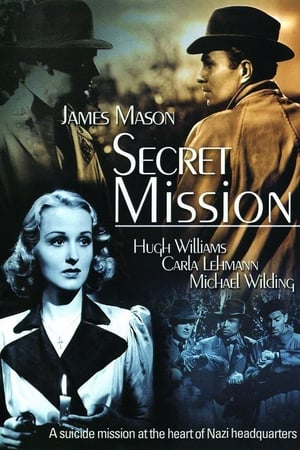 JAMES MASON
SECRET
MISSION
HUGH WILLIAMS
CARLA LEHMANN
MICHAEL WILDING
A suicide mission at the heart of Nazi headquarters